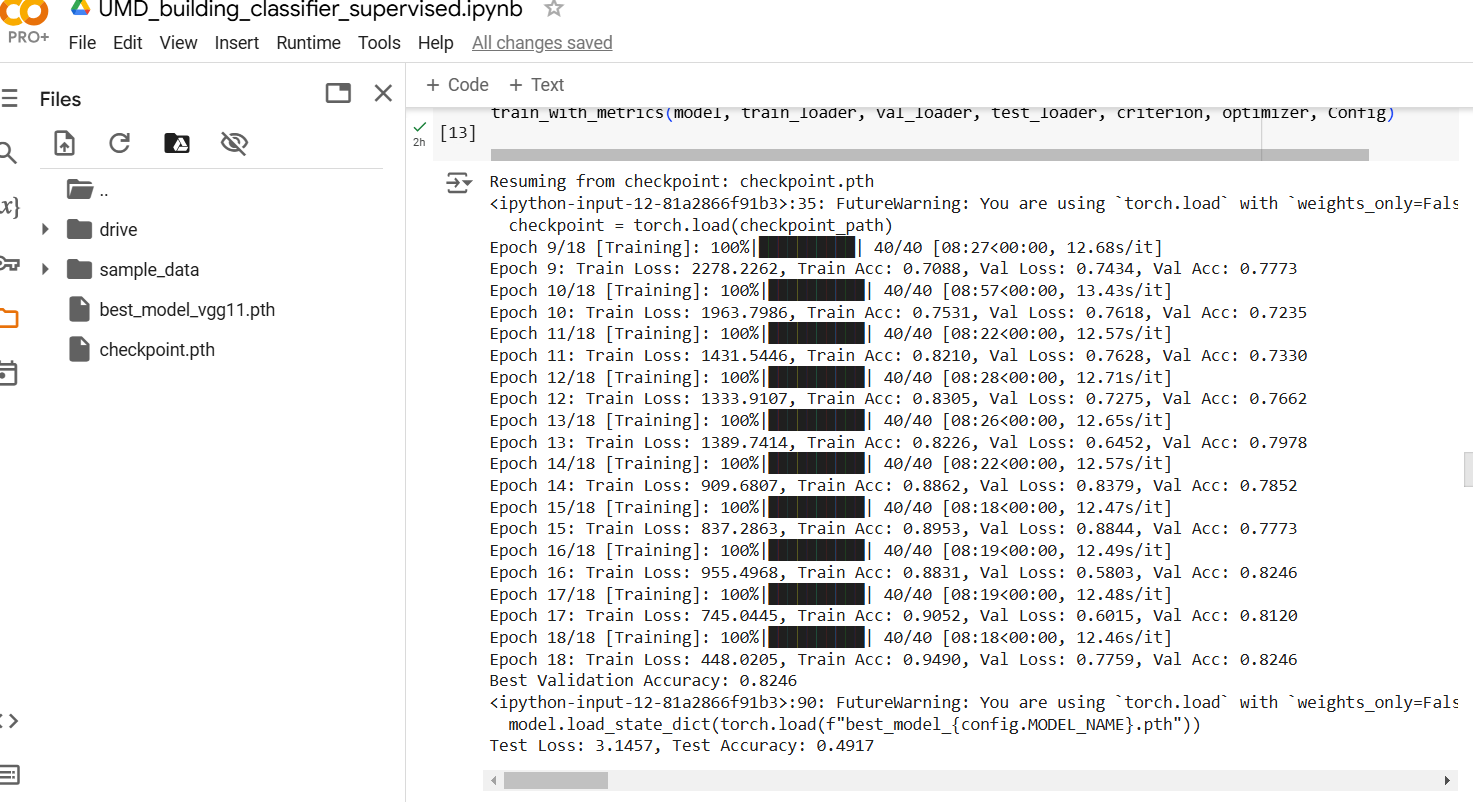 UMD_building_classifier_supervised.ipynb
PRO+
File Edit View Insert Runtime Tools Help All changes saved
Files
+ Code + Text
..
drive
sample_data
best_model_vgg11.pth
checkpoint.pth
train_with_metrics(model, train_loader, val_loader, test_loader, criterion, optimizer, Config)
[13]
2h
Resuming from checkpoint: checkpoint.pth
<ipython-input-12-81a2866f91b3>:35: FutureWarning: You are using `torch.load` with `weights_only=Fals
checkpoint = torch.load(checkpoint_path)
Epoch 9/18 [Training]: 100%|██████████| 40/40 [08:27<00:00, 12.68s/it]
Epoch 9: Train Loss: 2278.2262, Train Acc: 0.7088, Val Loss: 0.7434, Val Acc: 0.7773
Epoch 10/18 [Training]: 100%|██████████| 40/40 [08:57<00:00, 13.43s/it]
Epoch 10: Train Loss: 1963.7986, Train Acc: 0.7531, Val Loss: 0.7618, Val Acc: 0.7235
Epoch 11/18 [Training]: 100%|██████████| 40/40 [08:22<00:00, 12.57s/it]
Epoch 11: Train Loss: 1431.5446, Train Acc: 0.8210, Val Loss: 0.7628, Val Acc: 0.7330
Epoch 12/18 [Training]: 100%|██████████| 40/40 [08:28<00:00, 12.71s/it]
Epoch 12: Train Loss: 1333.9107, Train Acc: 0.8305, Val Loss: 0.7275, Val Acc: 0.7662
Epoch 13/18 [Training]: 100%|██████████| 40/40 [08:26<00:00, 12.65s/it]
Epoch 13: Train Loss: 1389.7414, Train Acc: 0.8226, Val Loss: 0.6452, Val Acc: 0.7978
Epoch 14/18 [Training]: 100%|██████████| 40/40 [08:22<00:00, 12.57s/it]
Epoch 14: Train Loss: 909.6807, Train Acc: 0.8862, Val Loss: 0.8379, Val Acc: 0.7852
Epoch 15/18 [Training]: 100%|██████████| 40/40 [08:18<00:00, 12.47s/it]
Epoch 15: Train Loss: 837.2863, Train Acc: 0.8953, Val Loss: 0.8844, Val Acc: 0.7773
Epoch 16/18 [Training]: 100%|██████████| 40/40 [08:19<00:00, 12.49s/it]
Epoch 16: Train Loss: 955.4968, Train Acc: 0.8831, Val Loss: 0.5803, Val Acc: 0.8246
Epoch 17/18 [Training]: 100%|██████████| 40/40 [08:19<00:00, 12.48s/it]
Epoch 17: Train Loss: 745.0445, Train Acc: 0.9052, Val Loss: 0.6015, Val Acc: 0.8120
Epoch 18/18 [Training]: 100%|██████████| 40/40 [08:18<00:00, 12.46s/it]
Epoch 18: Train Loss: 448.0205, Train Acc: 0.9490, Val Loss: 0.7759, Val Acc: 0.8246
Best Validation Accuracy: 0.8246
<ipython-input-12-81a2866f91b3>:90: FutureWarning: You are using `torch.load` with `weights_only=Fals
model.load_state_dict(torch.load(f"best_model_{config.MODEL_NAME}.pth"))
Test Loss: 3.1457, Test Accuracy: 0.4917